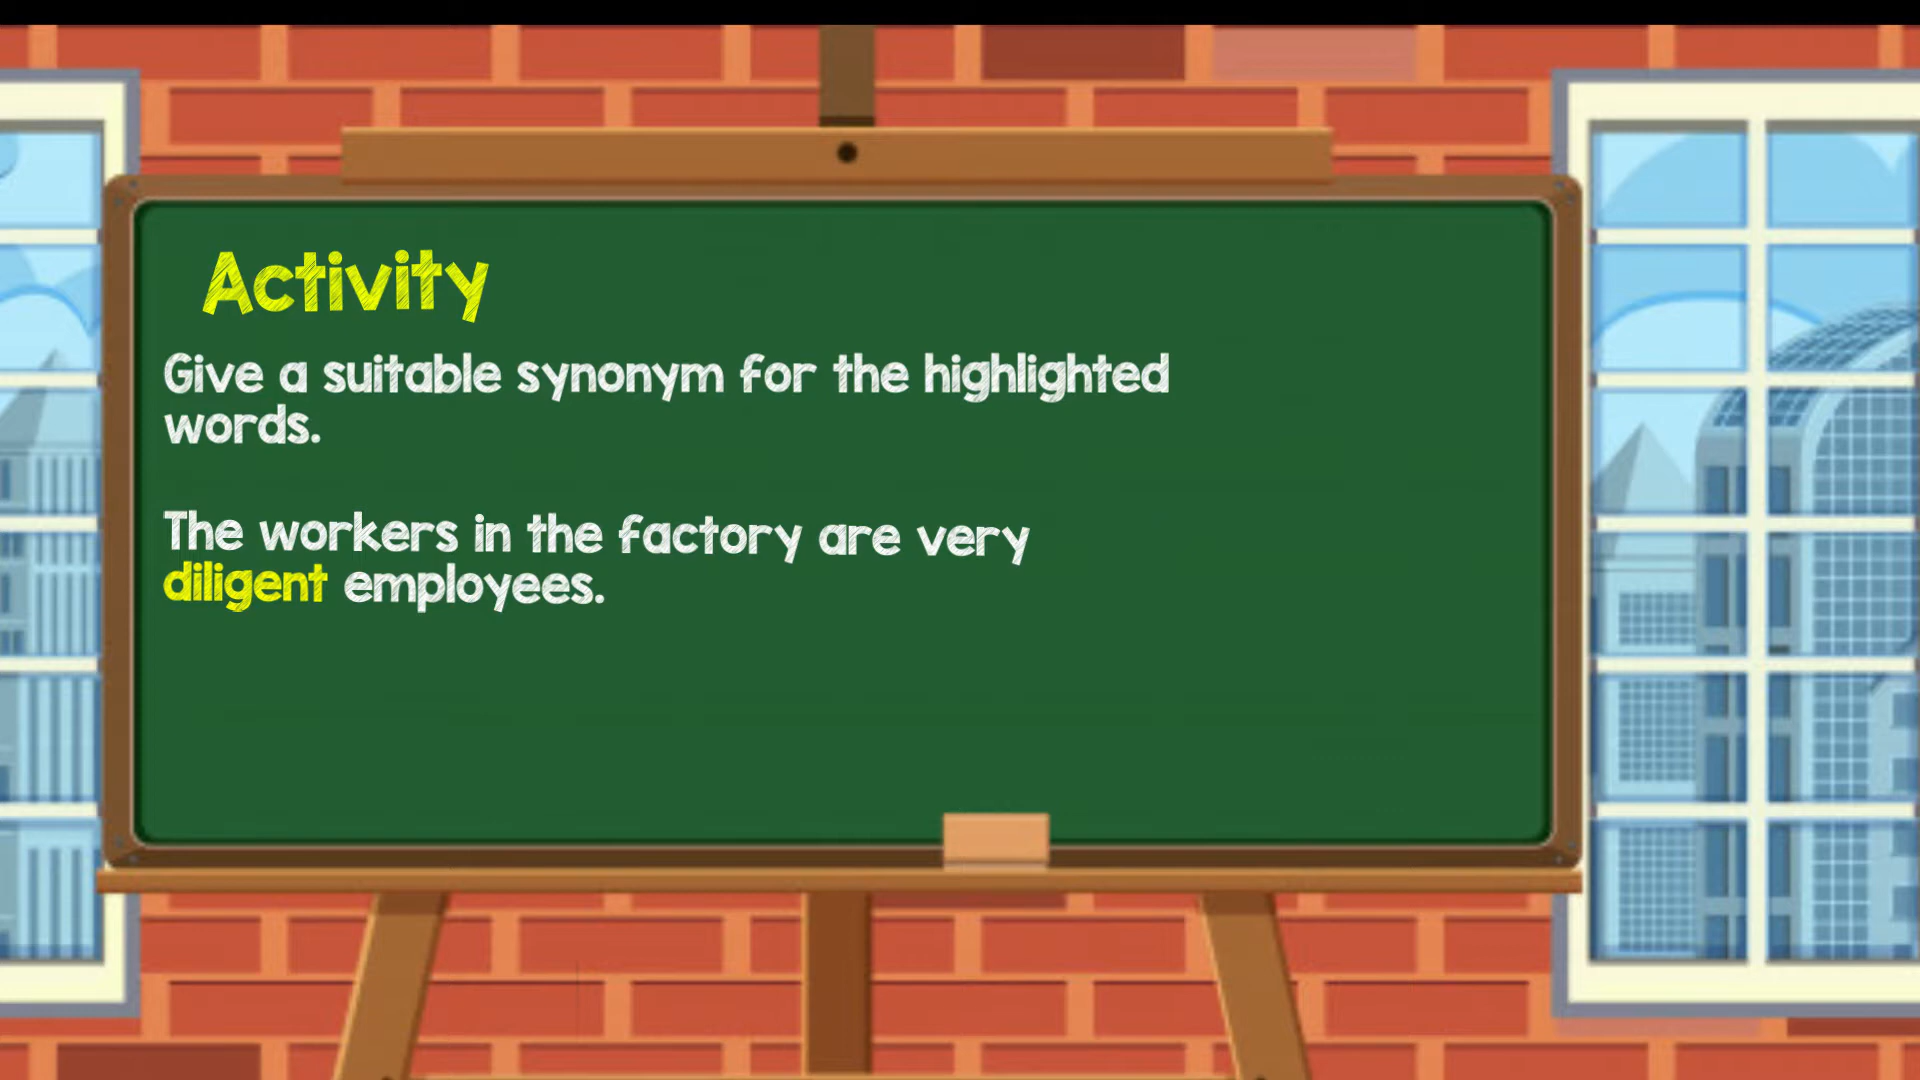 Activity
Give a suitable synonym for the highlighted
words.
The workers in the factory are very
diligent employees.